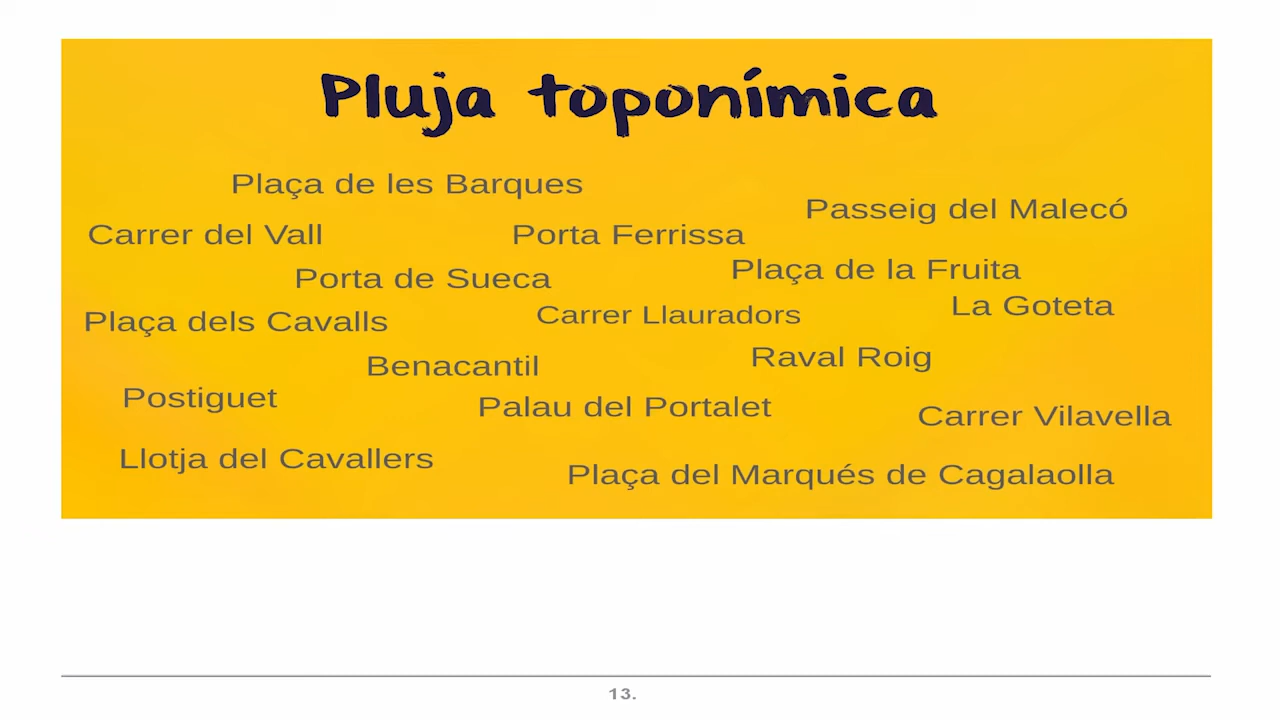 Pluja toponímica
Plaça de les Barques
Passeig del Malecó
Carrer del Vall
Porta Ferrissa
Porta de Sueca
Plaça de la Fruita
Plaça dels Cavalls
Carrer Llauradors
La Goteta
Benacantil
Raval Roig
Postiguet
Palau del Portalet
Carrer Vilavella
Llotja del Cavallers
Plaça del Marqués de Cagalaolla
13.